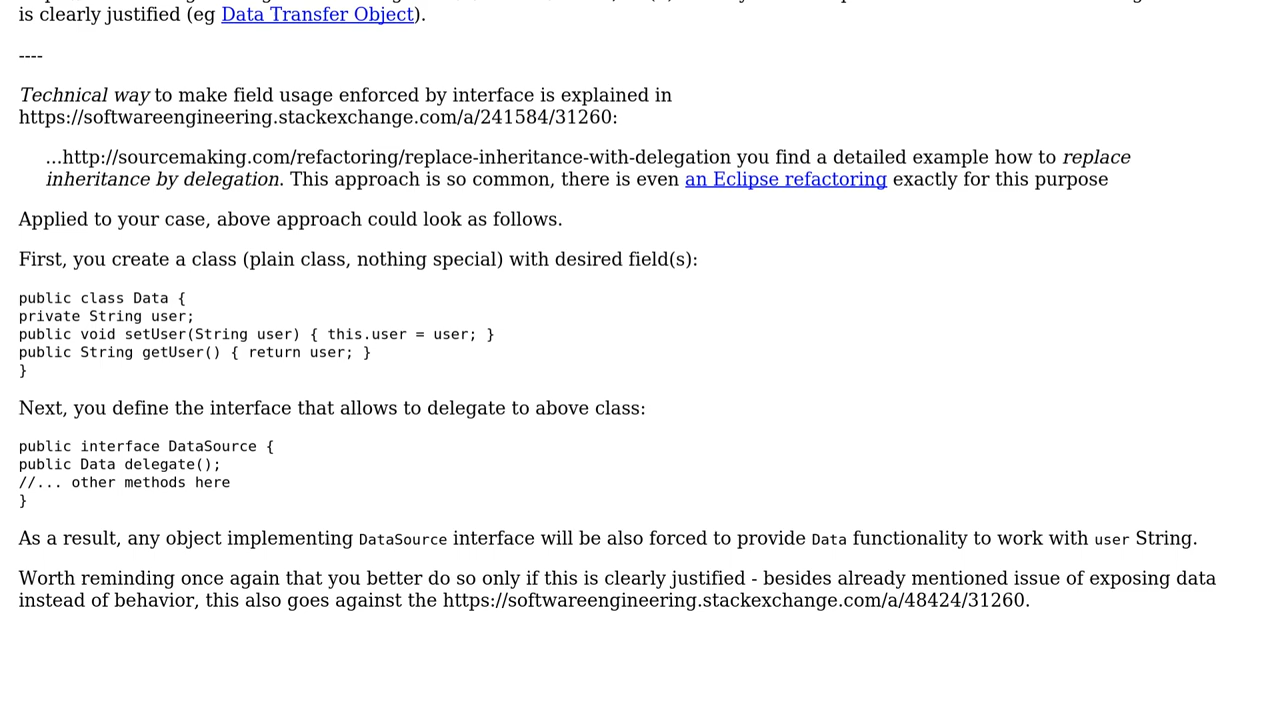 is clearly justified (eg Data Transfer Object).
----
Technical way to make field usage enforced by interface is explained in
https://softwareengineering.stackexchange.com/a/241584/31260:
...http://sourcemaking.com/refactoring/replace-inheritance-with-delegation you find a detailed example how to replace
inheritance by delegation. This approach is so common, there is even an Eclipse refactoring exactly for this purpose
Applied to your case, above approach could look as follows.
First, you create a class (plain class, nothing special) with desired field(s):
public class Data {
private String user;
public void setUser(String user) { this.user = user; }
public String getUser() { return user; }
}
Next, you define the interface that allows to delegate to above class:
public interface DataSource {
public Data delegate();
//... other methods here
}
As a result, any object implementing DataSource interface will be also forced to provide Data functionality to work with user String.
Worth reminding once again that you better do so only if this is clearly justified - besides already mentioned issue of exposing data
instead of behavior, this also goes against the https://softwareengineering.stackexchange.com/a/48424/31260.